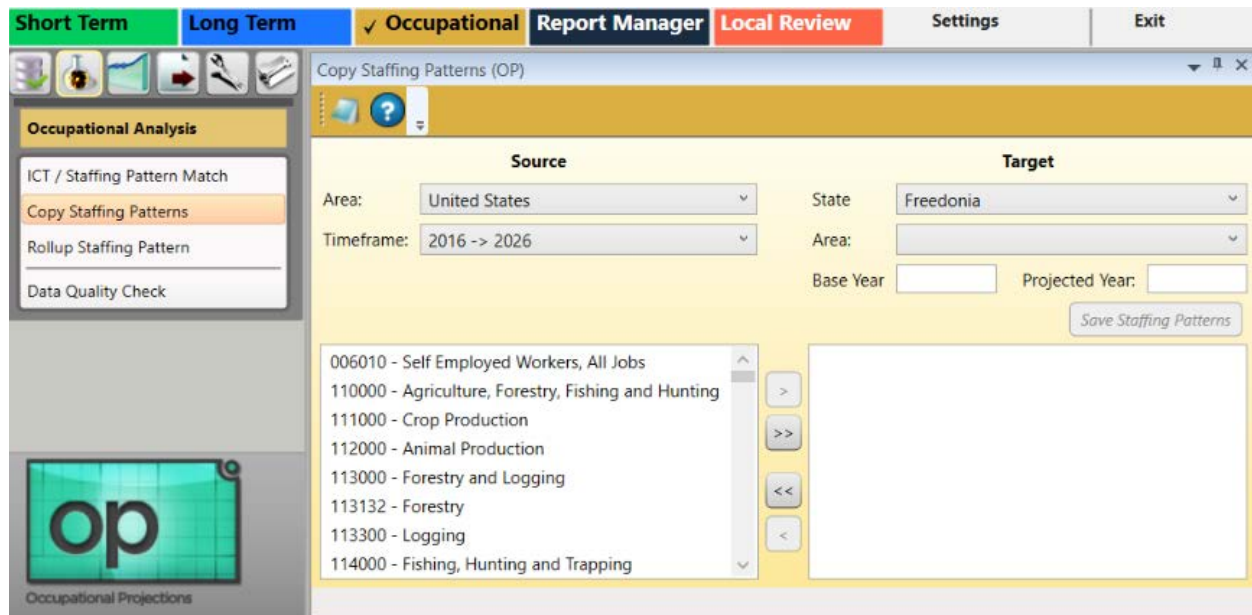 Short Term
Long Term
✓ Occupational
Report Manager
Local Review
Settings
Exit
Copy Staffing Patterns (OP)
Occupational Analysis
ICT / Staffing Pattern Match
Copy Staffing Patterns
Rollup Staffing Pattern
Data Quality Check
Source
Target
Area: United States
State Freedonia
Timeframe: 2016 -> 2026
Area:
Base Year Projected Year:
Save Staffing Patterns
006010 - Self Employed Workers, All Jobs
110000 - Agriculture, Forestry, Fishing and Hunting
111000 - Crop Production
112000 - Animal Production
113000 - Forestry and Logging
113132 - Forestry
113300 - Logging
114000 - Fishing, Hunting and Trapping
>
>>
<<
<
op
Occupational Projections